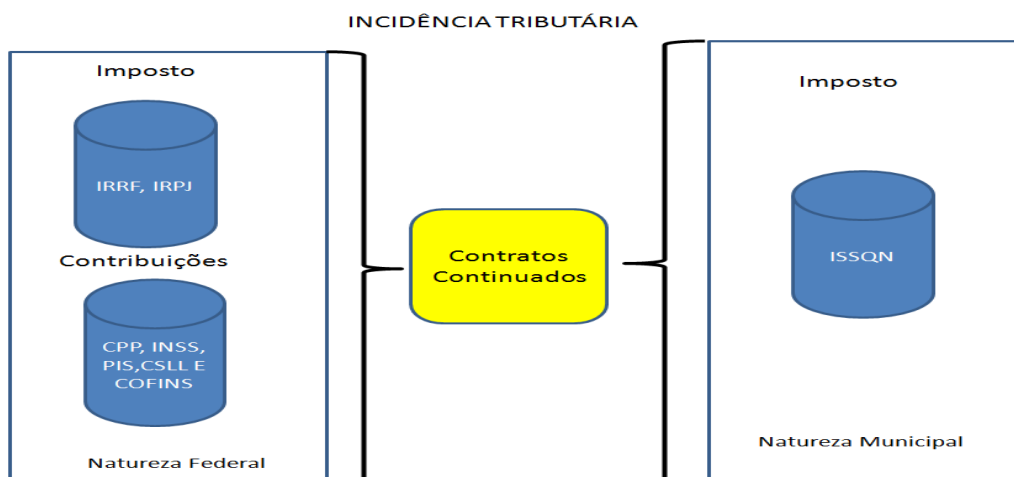 INCIDÊNCIA TRIBUTÁRIA
Imposto
IRRF, IRPJ
Contribuições
CPP, INSS,
PIS,CSLL E
COFINS
Natureza Federal
Contratos
Continuados
Imposto
ISSQN
Natureza Municipal